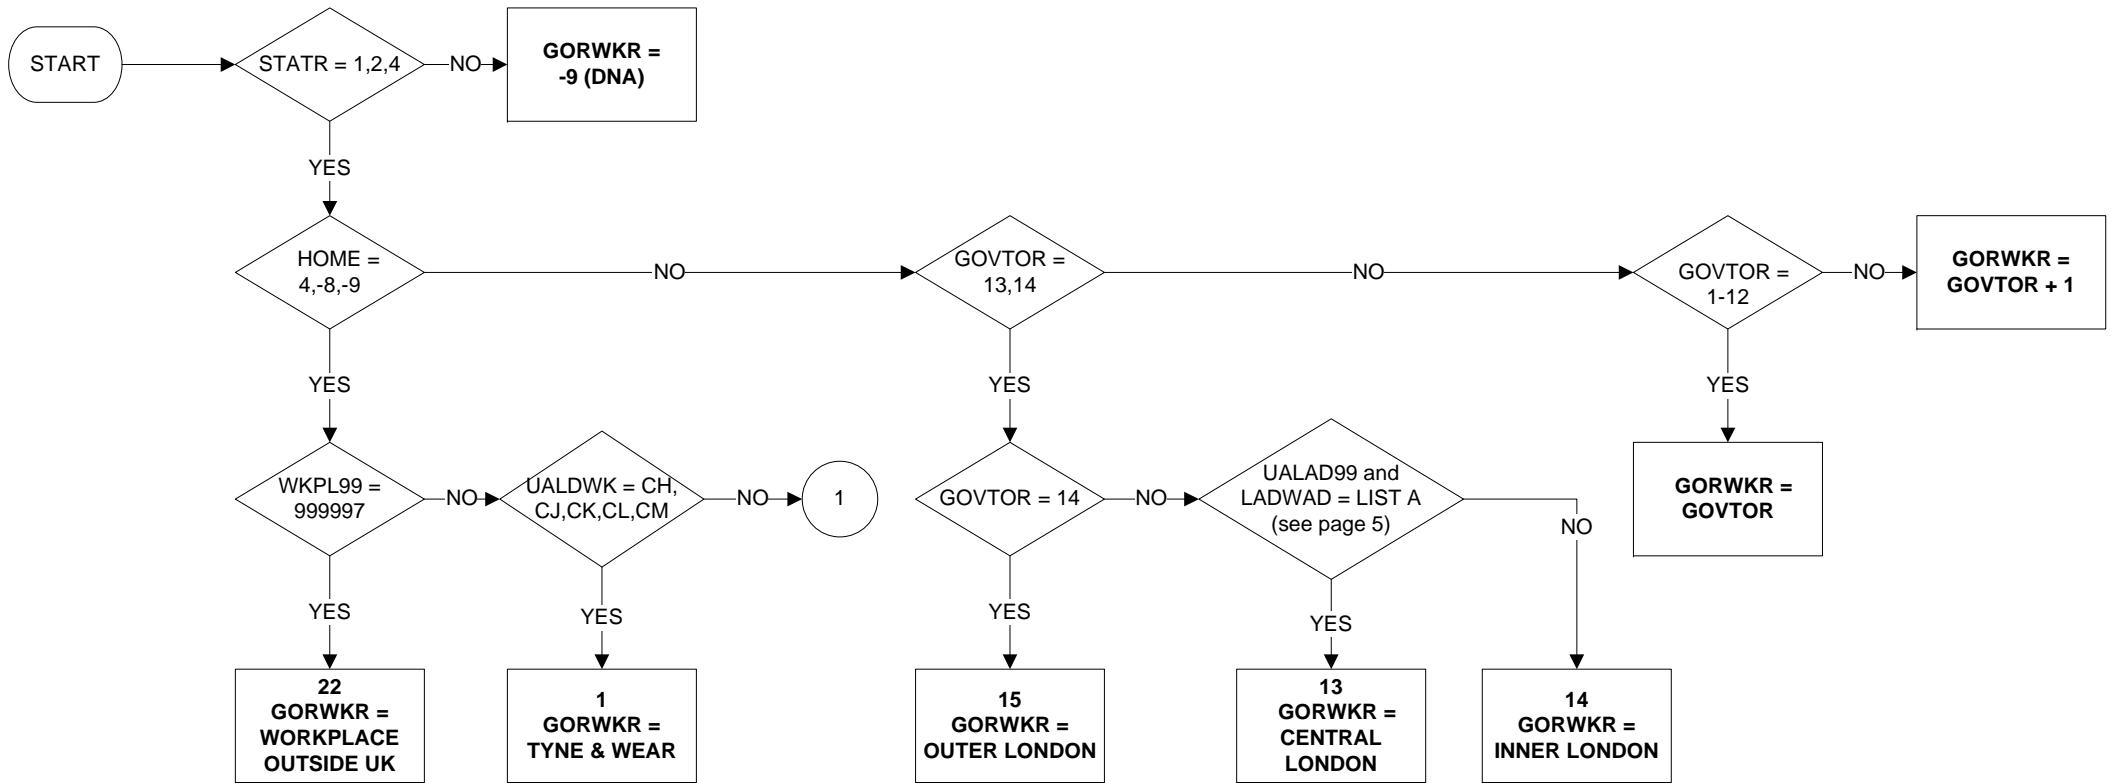 START
STATR = 1,2,4
NO
GORWKR =
-9 (DNA)
YES
HOME =
4,-8,-9
NO
GOVTOR =
13,14
NO
GOVTOR =
1-12
NO
GORWKR =
GOVTOR + 1
YES
YES
YES
WKPL99 =
999997
NO
UALDWK = CH,
CJ,CK,CL,CM
NO
1
GOVTOR = 14
NO
UALAD99 and
LADWAD = LIST A
(see page 5)
NO
GORWKR =
GOVTOR
YES
YES
YES
YES
22
GORWKR =
WORKPLACE
OUTSIDE UK
1
GORWKR =
TYNE & WEAR
15
GORWKR =
OUTER LONDON
13
GORWKR =
CENTRAL
LONDON
14
GORWKR =
INNER LONDON